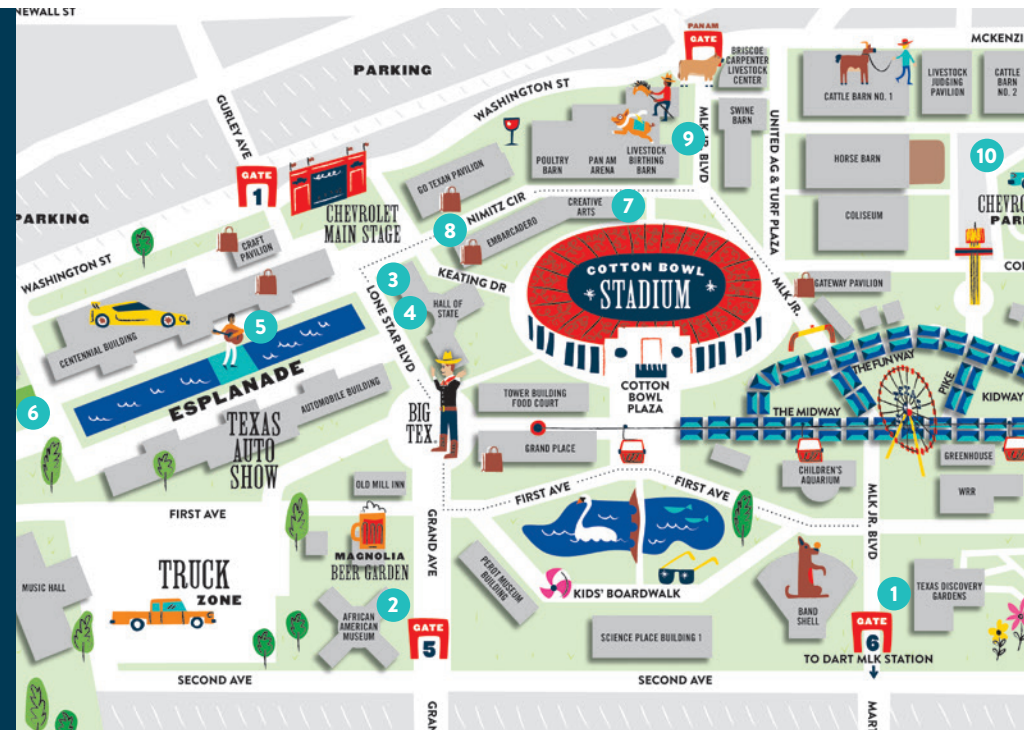 NEWALL ST
PARKING
GURLEY AVE
WASHINGTON ST
PAN AM
GATE
BRISCOE
CARPENTER
LIVESTOCK
CENTER
MCKENZI
CATTLE BARN NO. 1
LIVESTOCK
JUDGING
PAVILION
CATTLE
BARN
NO. 2
SWINE
BARN
MLK JR. BLVD
UNITED AG & TURF PLAZA
9
10
HORSE BARN
COLISEUM
CHEVRO
PAR
CO
POULTRY
BARN
PAN AM
ARENA
LIVESTOCK
BIRTHING
BARN
GO TEXAN PAVILION
GATE
1
CHEVROLET
MAIN STAGE
PARKING
WASHINGTON ST
CRAFT
PAVILION
NIMITZ CIR
CREATIVE
ARTS
7
8
EMBARCADERO
KEATING DR
3
4
HALL OF
STATE
LONE STAR BLVD
COTTON BOWL
STADIUM
MLK JR.
GATEWAY PAVILION
CENTENNIAL BUILDING
5
ESPLANADE
AUTOMOBILE BUILDING
6
TEXAS
AUTO
SHOW
BIG
TEX
TOWER BUILDING
FOOD COURT
COTTON
BOWL
PLAZA
GRAND PLACE
THE FUN WAY
PIKE
KIDWAY
THE MIDWAY
CHILDREN'S
AQUARIUM
GREENHOUSE
WRR
OLD MILL INN
FIRST AVE
FIRST AVE
FIRST AVE
GRAND AVE
MLK JR. BLVD
MAGNOLIA
BEER GARDEN
TRUCK
ZONE
MUSIC HALL
2
AFRICAN
AMERICAN
MUSEUM
GATE
5
PEROT MUSEUM
BUILDING
KIDS' BOARDWALK
SCIENCE PLACE BUILDING 1
BAND
SHELL
1
TEXAS DISCOVERY
GARDENS
GATE
6
TO DART MLK STATION
SECOND AVE
SECOND AVE
GRAN
MAR